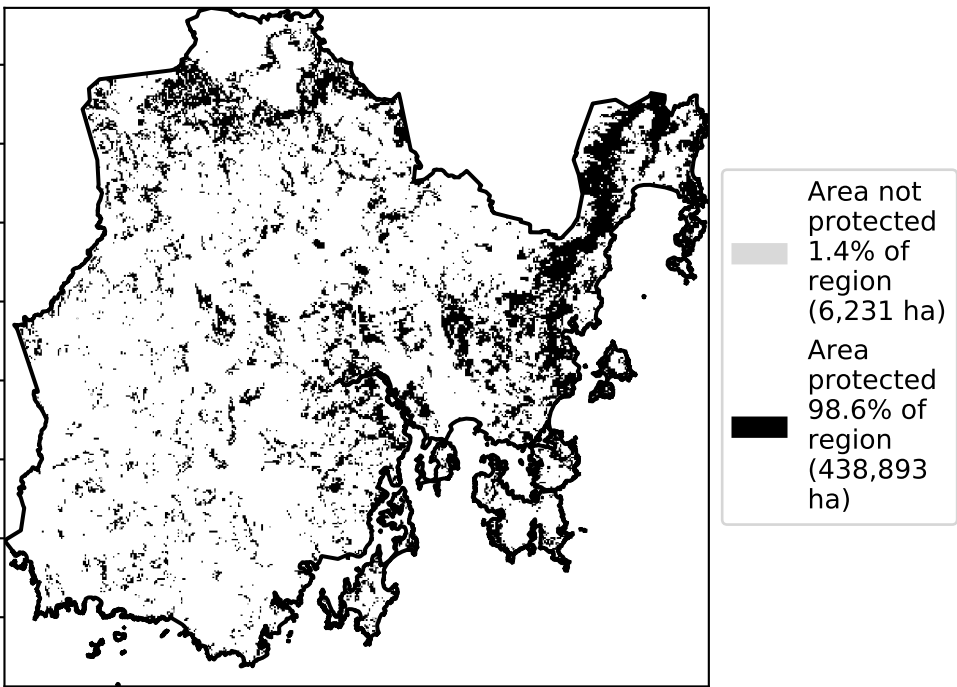 Area not
protected
1.4% of
region
(6,231 ha)
Area
protected
98.6% of
region
(438,893
ha)